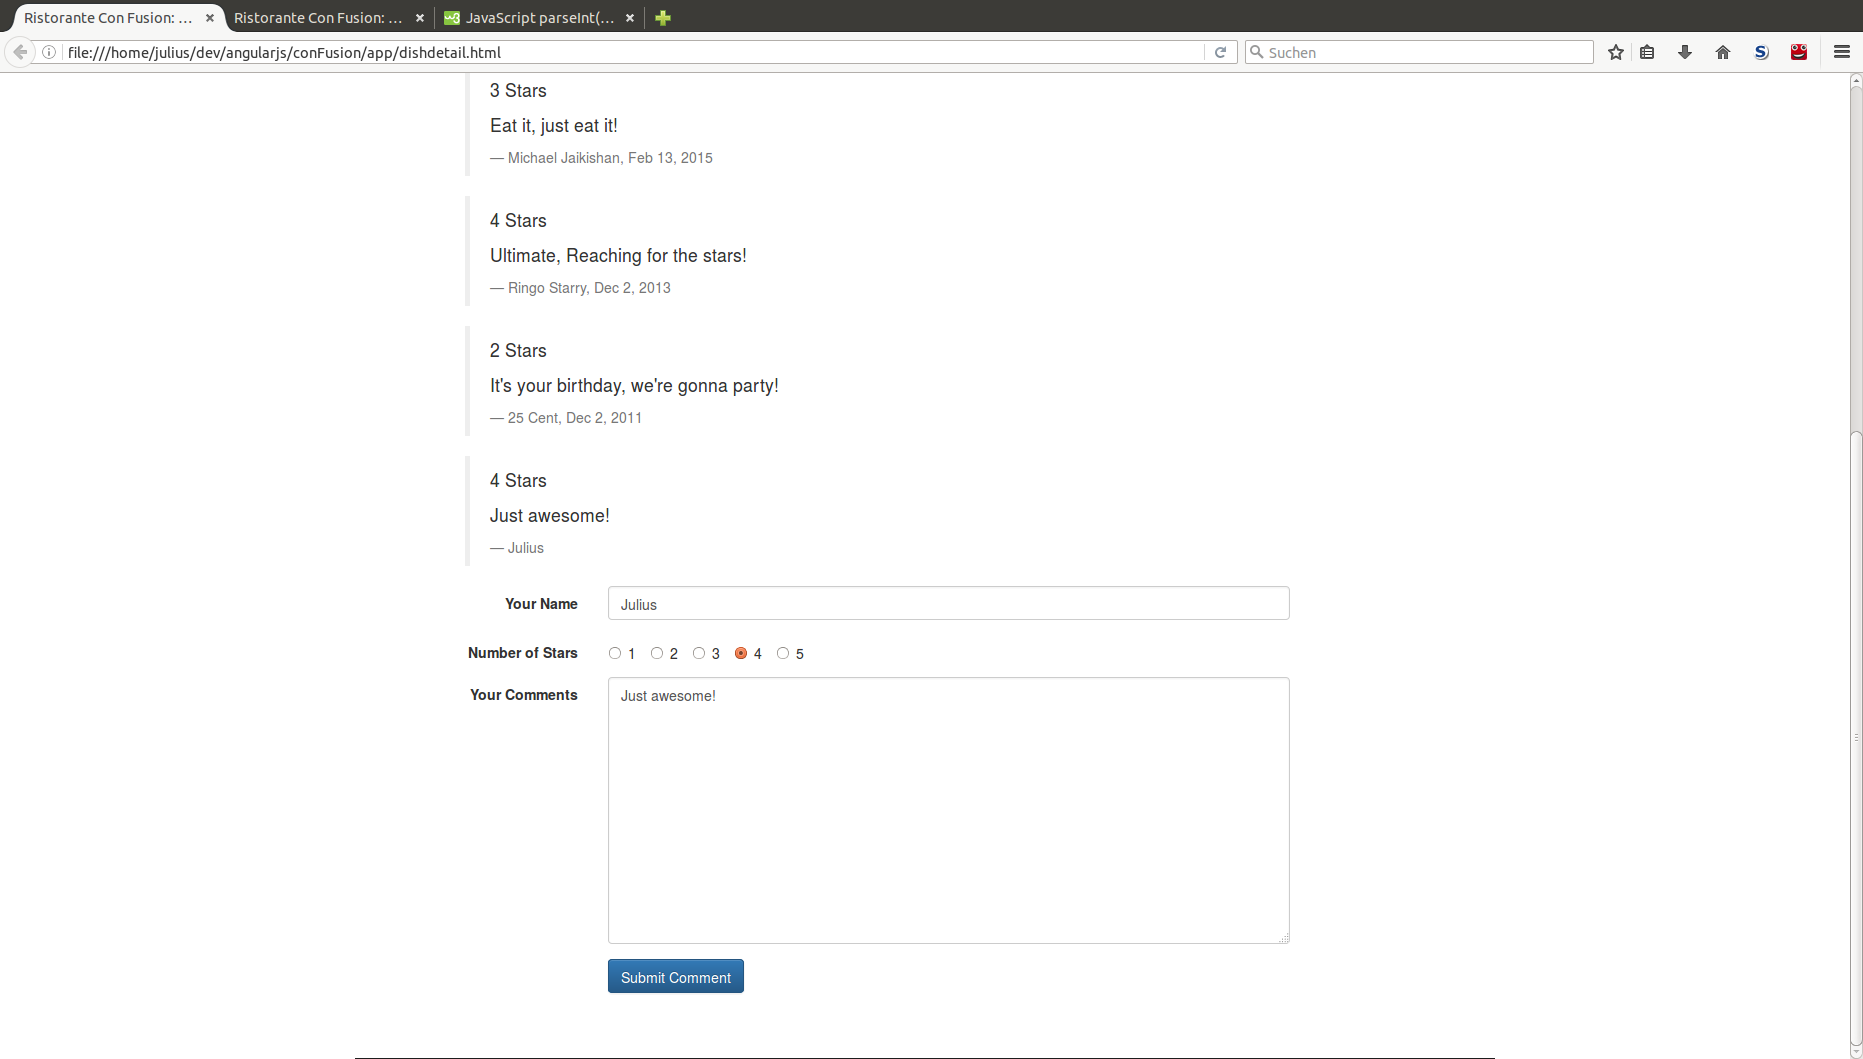 Ristorante Con Fusion: ...
Ristorante Con Fusion: ...
w3 JavaScript parseInt(...
file:///home/julius/dev/angularjs/conFusion/app/dishdetail.html
Suchen
S
3 Stars
Eat it, just eat it!
— Michael Jaikishan, Feb 13, 2015
4 Stars
Ultimate, Reaching for the stars!
— Ringo Starry, Dec 2, 2013
2 Stars
It's your birthday, we're gonna party!
— 25 Cent, Dec 2, 2011
4 Stars
Just awesome!
— Julius
Your Name Julius
Number of Stars 1 2 3 4 5
Your Comments Just awesome!
Submit Comment